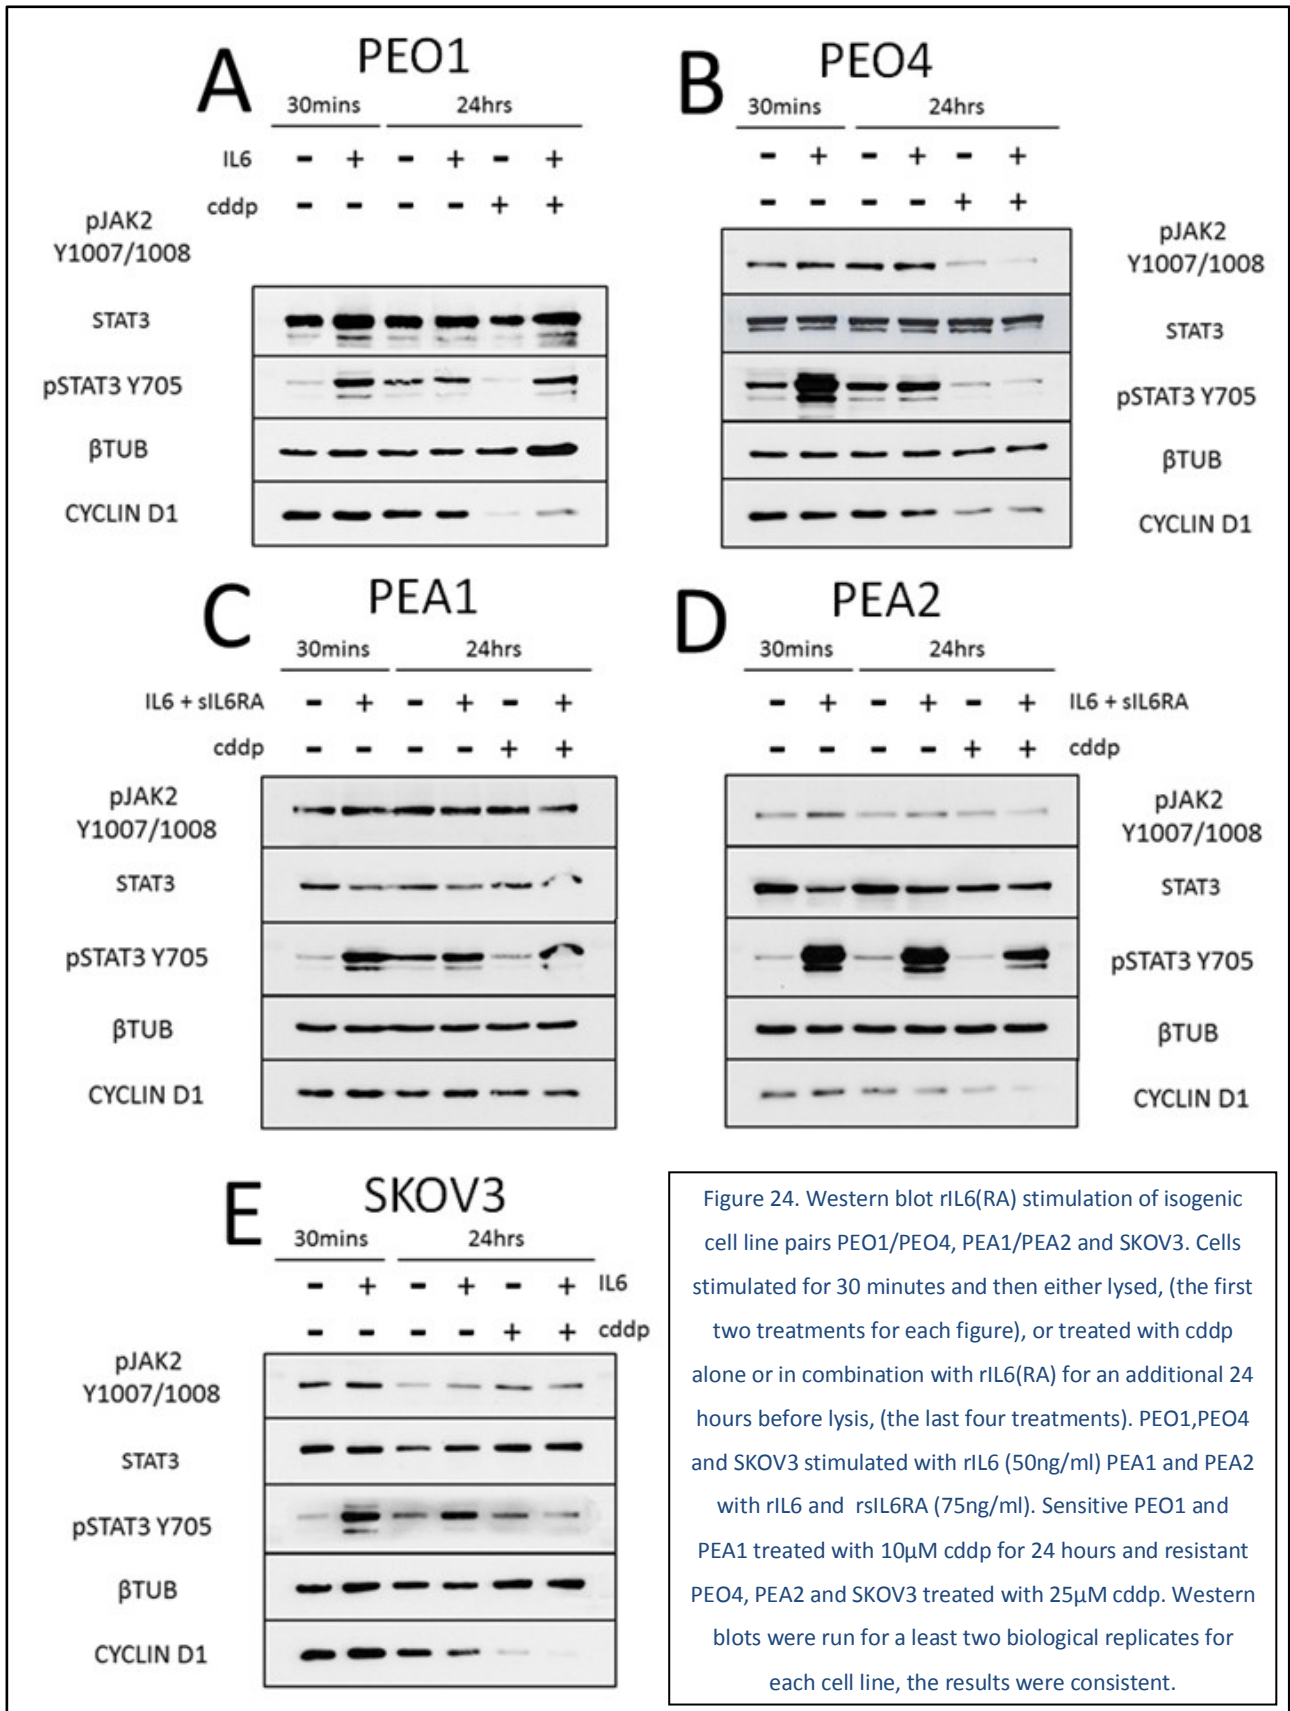 A
PEO1
30mins 24hrs
IL6 - + - + - +
cddp - - - - + +
pJAK2
Y1007/1008
STAT3
pSTAT3 Y705
βTUB
CYCLIN D1
B
PEO4
30mins 24hrs
- + - + - +
- - - - + +
pJAK2
Y1007/1008
STAT3
pSTAT3 Y705
βTUB
CYCLIN D1
C
PEA1
30mins 24hrs
IL6 + sIL6RA - + - + - +
cddp - - - - + +
pJAK2
Y1007/1008
STAT3
pSTAT3 Y705
βTUB
CYCLIN D1
D
PEA2
30mins 24hrs
- + - + - + IL6 + sIL6RA
- - - - + + cddp
pJAK2
Y1007/1008
STAT3
pSTAT3 Y705
βTUB
CYCLIN D1
E
SKOV3
30mins 24hrs
- + - + - + IL6
- - - - + + cddp
pJAK2
Y1007/1008
STAT3
pSTAT3 Y705
βTUB
CYCLIN D1
Figure 24. Western blot rIL6(RA) stimulation of isogenic
cell line pairs PEO1/PEO4, PEA1/PEA2 and SKOV3. Cells
stimulated for 30 minutes and then either lysed, (the first
two treatments for each figure), or treated with cddp
alone or in combination with rIL6(RA) for an additional 24
hours before lysis, (the last four treatments). PEO1,PEO4
and SKOV3 stimulated with rIL6 (50ng/ml) PEA1 and PEA2
with rIL6 and rsIL6RA (75ng/ml). Sensitive PEO1 and
PEA1 treated with 10μM cddp for 24 hours and resistant
PEO4, PEA2 and SKOV3 treated with 25μM cddp. Western
blots were run for a least two biological replicates for
each cell line, the results were consistent.